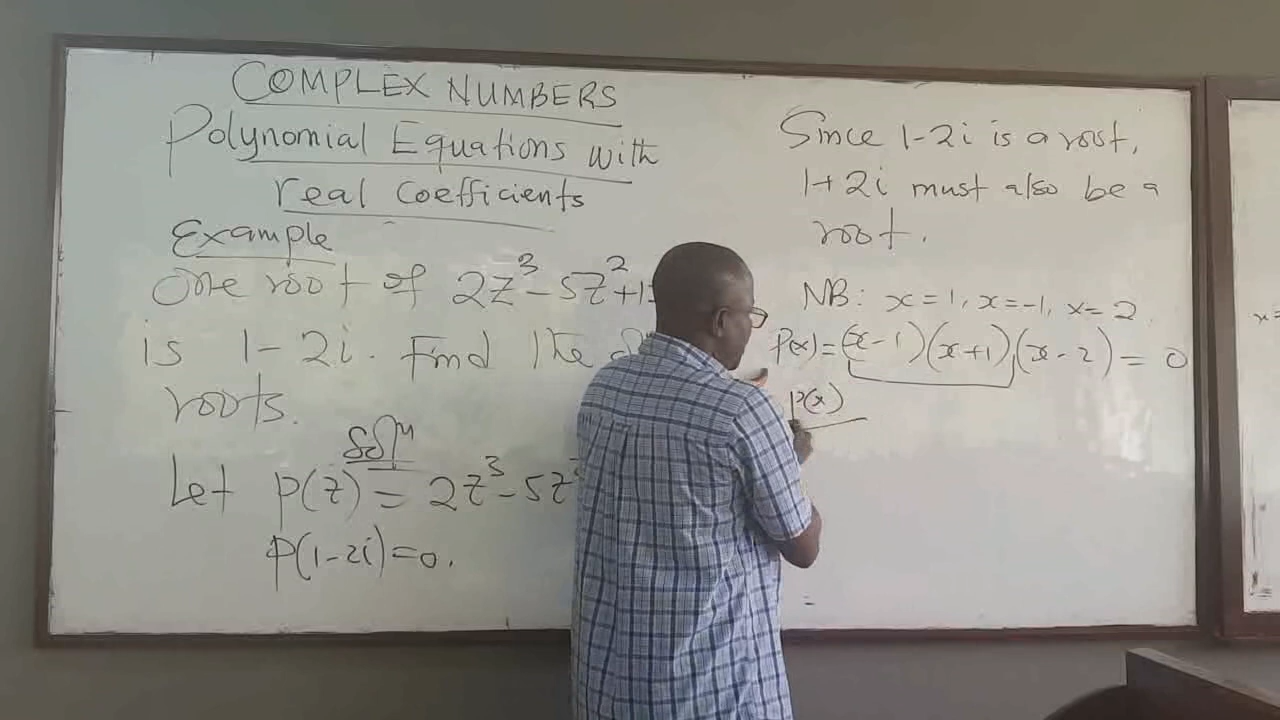 COMPLEX NUMBERS
Polynomial Equations with
real Coefficients
Example
One root of 2z³ - 5z² + 1
is 1 - 2i. Find the
roots.
Solⁿ
Let p(z) = 2z³ - 5z
p(1 - 2i) = 0.
Since 1 - 2i is a root,
1 + 2i must also be a
root.
NB: x = 1, x = -1, x = 2.
P(x) = (x - 1)(x + 1)(x - 2) = 0
P(x)
x =